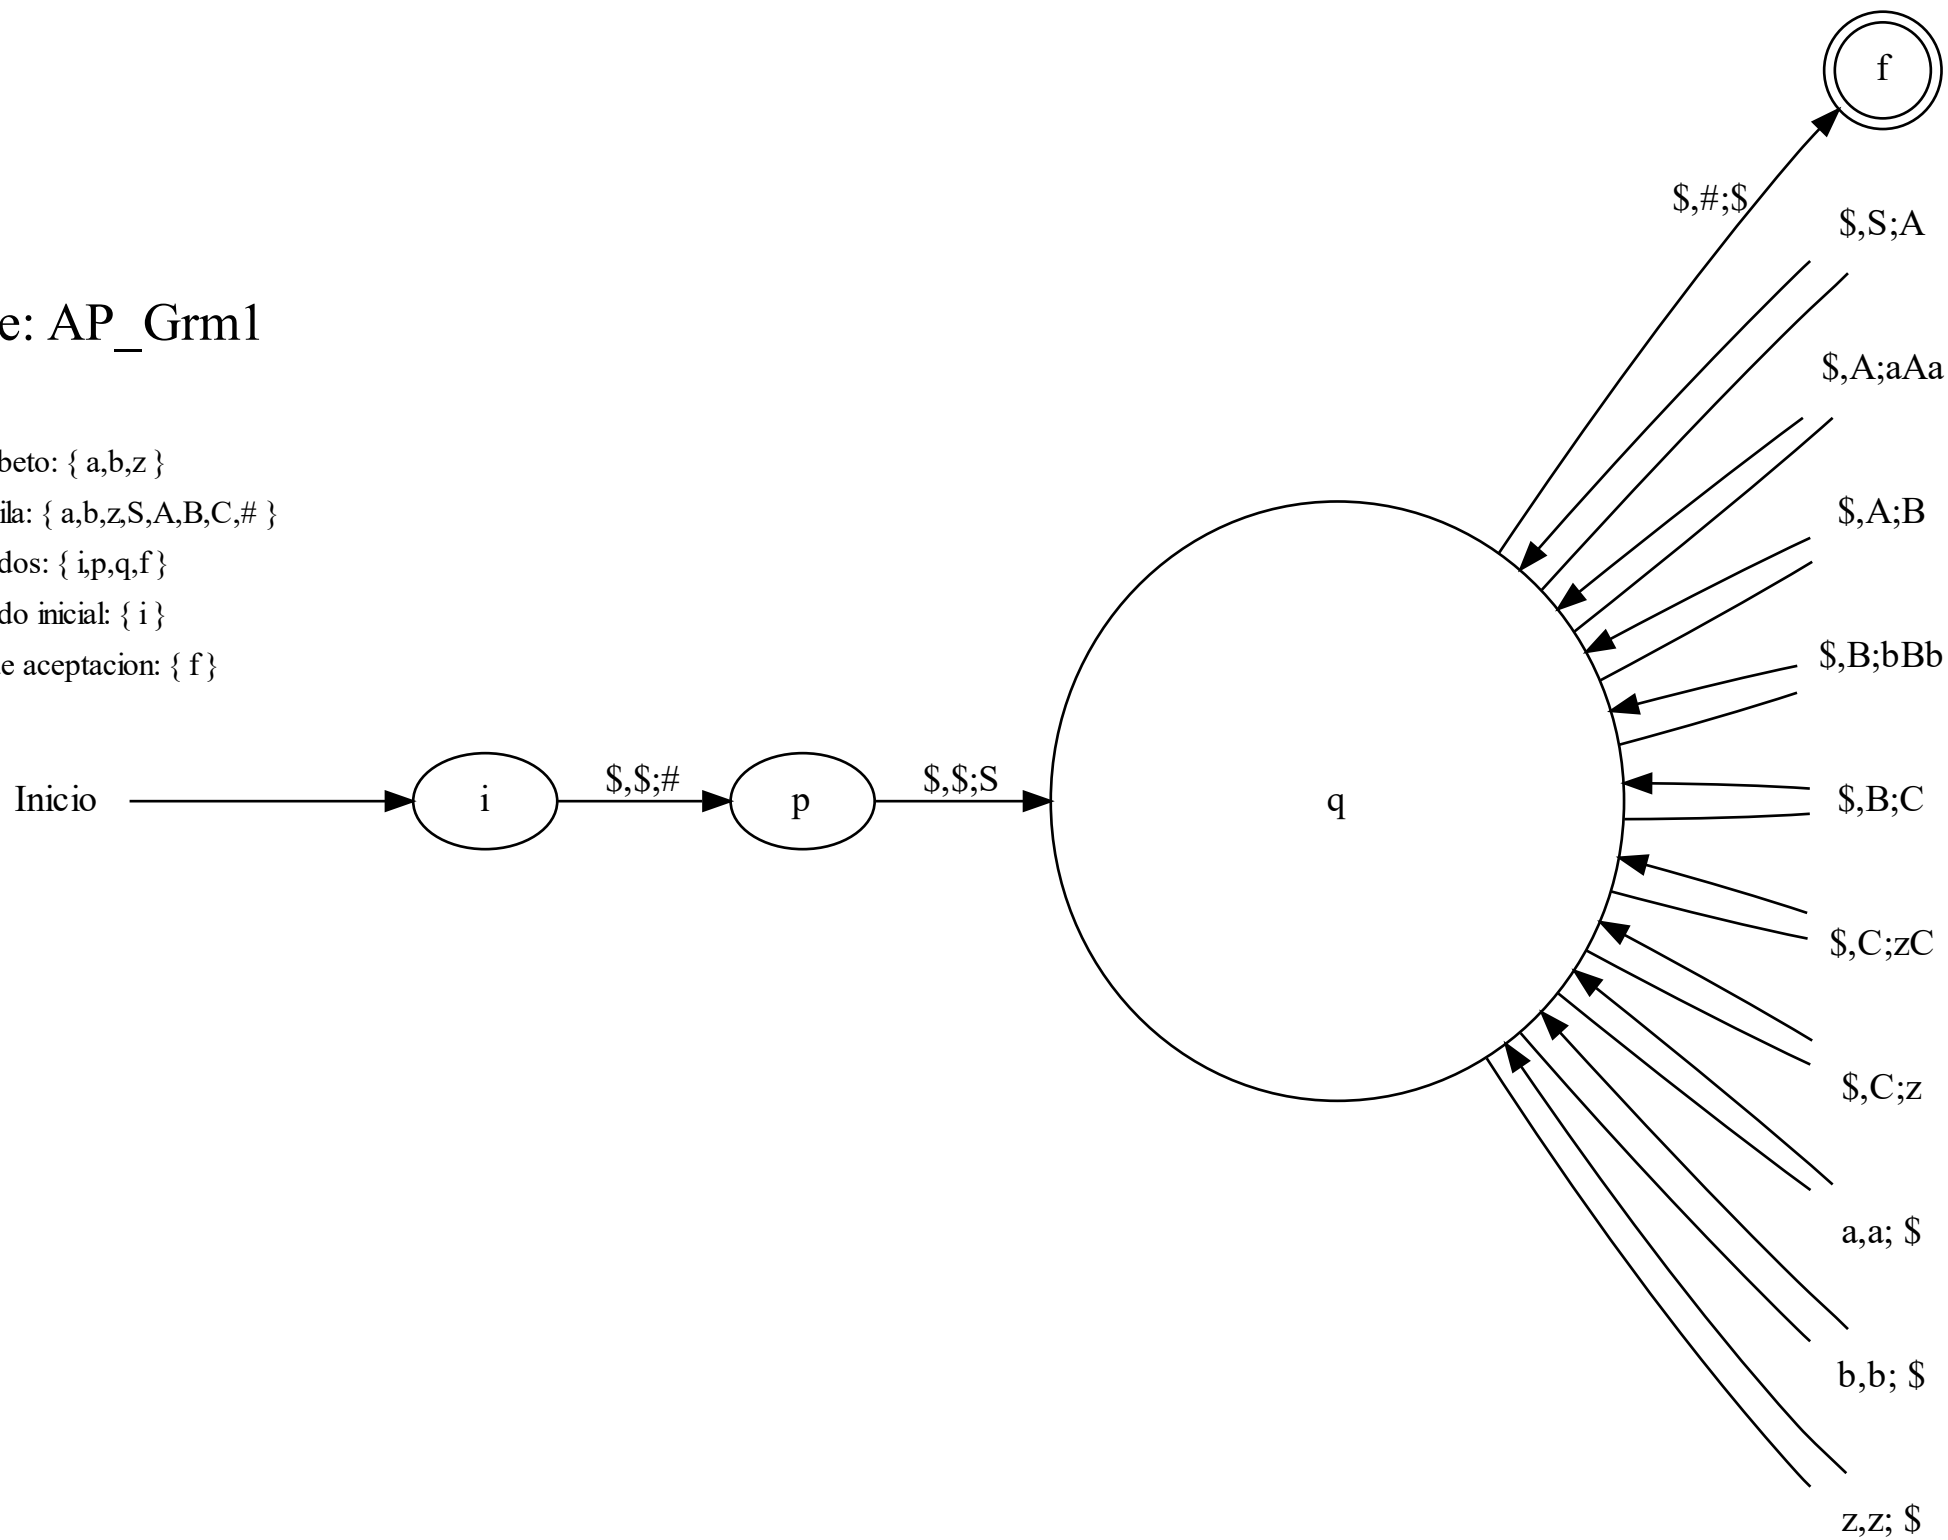 e: AP_Grm1
beto: { a,b,z }
ila: { a,b,z,S,A,B,C,# }
dos: { i,p,q,f }
do inicial: { i }
e aceptacion: { f }
Inicio
i
$,$;#
p
$,$;S
q
$,#;$
f
$,S;A
$,A;aAa
$,A;B
$,B;bBb
$,B;C
$,C;zC
$,C;z
a,a; $
b,b; $
z,z; $